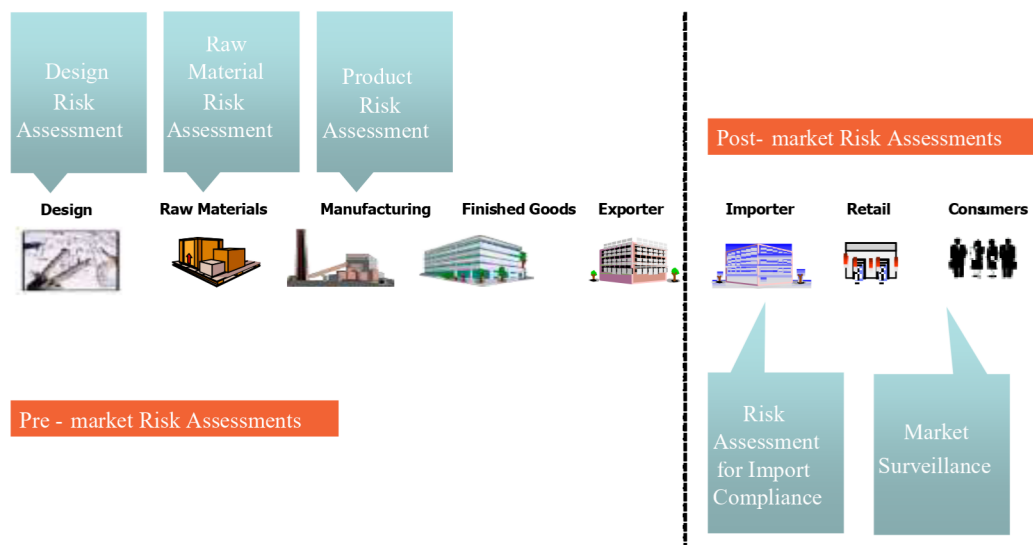 Design
Risk
Assessment
Raw
Material
Risk
Assessment
Product
Risk
Assessment
Post- market Risk Assessments
Design
Raw Materials
Manufacturing
Finished Goods
Exporter
Importer
Retail
Consumers
Pre - market Risk Assessments
Risk
Assessment
for Import
Compliance
Market
Surveillance